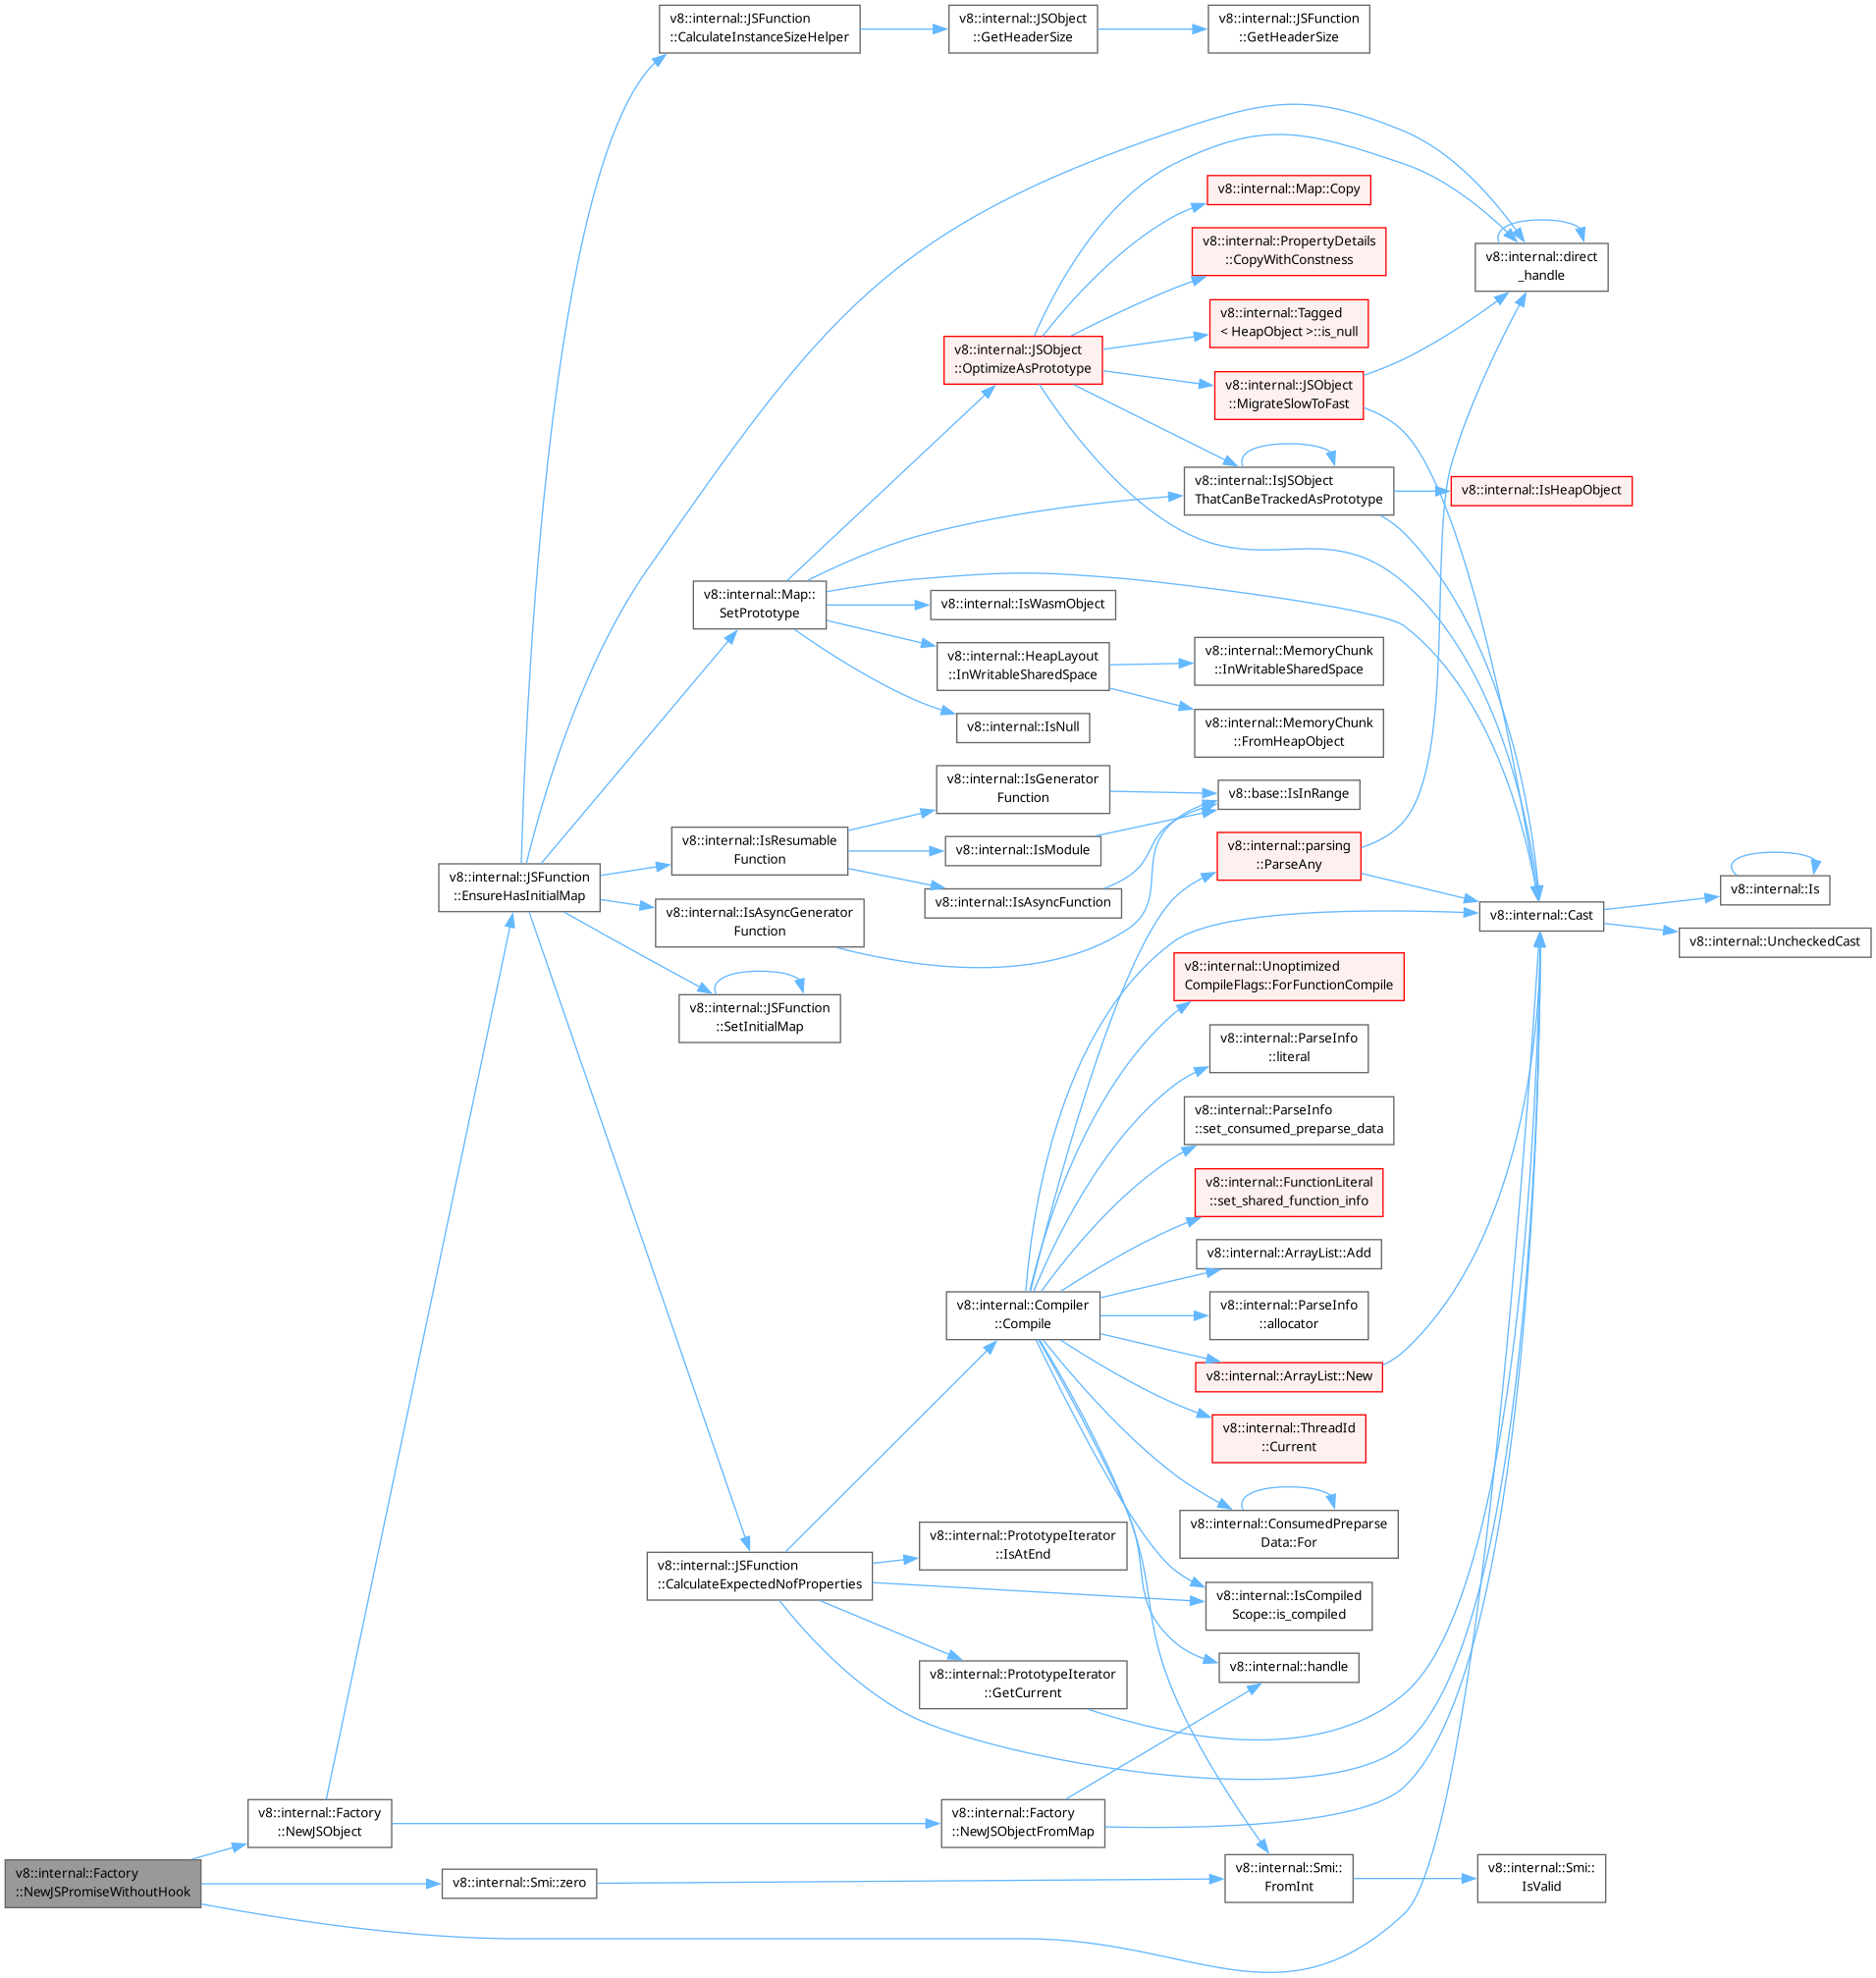 v8::internal::JSFunction
::CalculateInstanceSizeHelper
v8::internal::JSObject
::GetHeaderSize
v8::internal::JSFunction
::GetHeaderSize
v8::internal::Map::Copy
v8::internal::PropertyDetails
::CopyWithConstness
v8::internal::direct
_handle
v8::internal::Tagged
< HeapObject >::is_null
v8::internal::JSObject
::OptimizeAsPrototype
v8::internal::JSObject
::MigrateSlowToFast
v8::internal::IsJSObject
ThatCanBeTrackedAsPrototype
v8::internal::IsHeapObject
v8::internal::Map::
SetPrototype
v8::internal::IsWasmObject
v8::internal::HeapLayout
::InWritableSharedSpace
v8::internal::MemoryChunk
::InWritableSharedSpace
v8::internal::IsNull
v8::internal::MemoryChunk
::FromHeapObject
v8::internal::IsGenerator
Function
v8::base::IsInRange
v8::internal::IsResumable
Function
v8::internal::IsModule
v8::internal::parsing
::ParseAny
v8::internal::JSFunction
::EnsureHasInitialMap
v8::internal::IsAsyncFunction
v8::internal::Is
v8::internal::IsAsyncGenerator
Function
v8::internal::Cast
v8::internal::UncheckedCast
v8::internal::JSFunction
::SetInitialMap
v8::internal::Unoptimized
CompileFlags::ForFunctionCompile
v8::internal::ParseInfo
::literal
v8::internal::ParseInfo
::set_consumed_preparse_data
v8::internal::FunctionLiteral
::set_shared_function_info
v8::internal::ArrayList::Add
v8::internal::Compiler
::Compile
v8::internal::ParseInfo
::allocator
v8::internal::ArrayList::New
v8::internal::ThreadId
::Current
v8::internal::ConsumedPreparse
Data::For
v8::internal::JSFunction
::CalculateExpectedNofProperties
v8::internal::PrototypeIterator
::IsAtEnd
v8::internal::IsCompiled
Scope::is_compiled
v8::internal::PrototypeIterator
::GetCurrent
v8::internal::handle
v8::internal::Factory
::NewJSObject
v8::internal::Factory
::NewJSObjectFromMap
v8::internal::Factory
::NewJSPromiseWithoutHook
v8::internal::Smi::zero
v8::internal::Smi::
FromInt
v8::internal::Smi::
IsValid